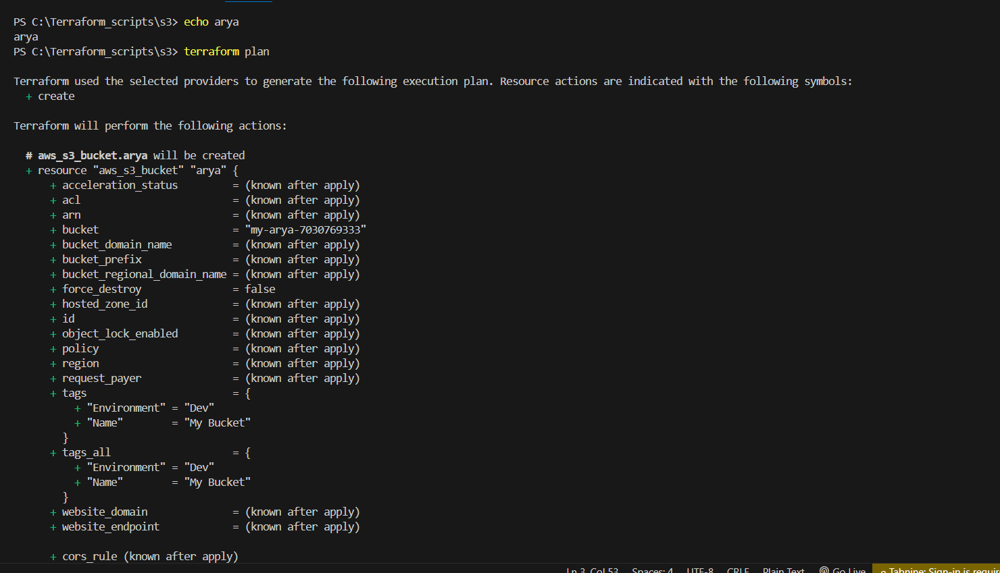 PS C:\Terraform_scripts\s3> echo arya
arya
PS C:\Terraform_scripts\s3> terraform plan
Terraform used the selected providers to generate the following execution plan. Resource actions are indicated with the following symbols:
+ create
Terraform will perform the following actions:
# aws_s3_bucket.arya will be created
+ resource "aws_s3_bucket" "arya" {
+ acceleration_status = (known after apply)
+ acl = (known after apply)
+ arn = (known after apply)
+ bucket = "my-arya-7030769333"
+ bucket_domain_name = (known after apply)
+ bucket_prefix = (known after apply)
+ bucket_regional_domain_name = (known after apply)
+ force_destroy = false
+ hosted_zone_id = (known after apply)
+ id = (known after apply)
+ object_lock_enabled = (known after apply)
+ policy = (known after apply)
+ region = (known after apply)
+ request_payer = (known after apply)
+ tags = {
+ "Environment" = "Dev"
+ "Name" = "My Bucket"
}
+ tags_all = {
+ "Environment" = "Dev"
+ "Name" = "My Bucket"
}
+ website_domain = (known after apply)
+ website_endpoint = (known after apply)
+ cors_rule (known after apply)
Ln 3, Col 53 Spaces: 4 UTF-8 CRLF Plain Text Go Live Tabnine: Sign-in is